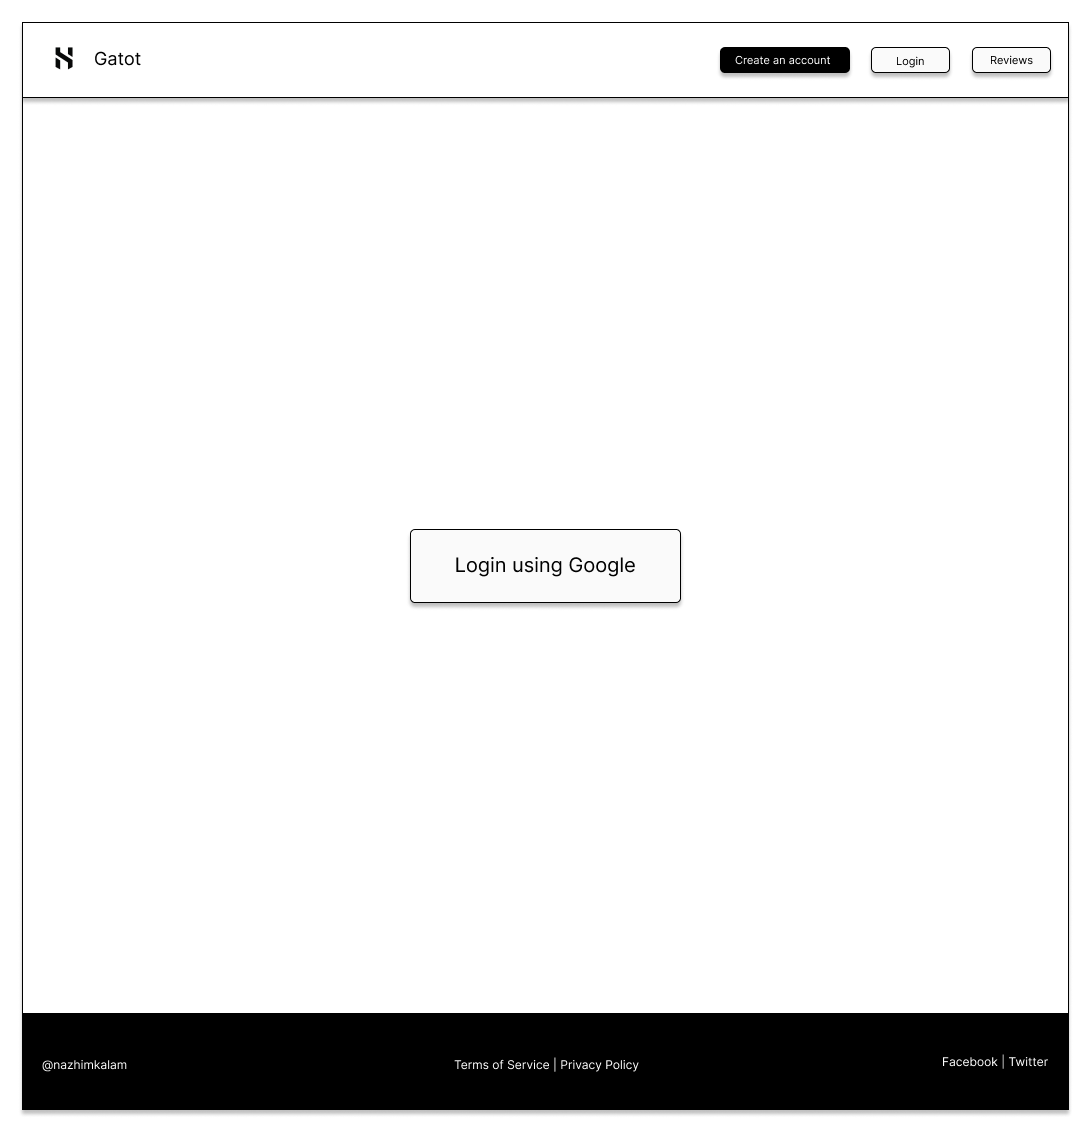 Gatot
Create an account
Login
Reviews
Login using Google
@nazhimkalam
Terms of Service | Privacy Policy
Facebook | Twitter